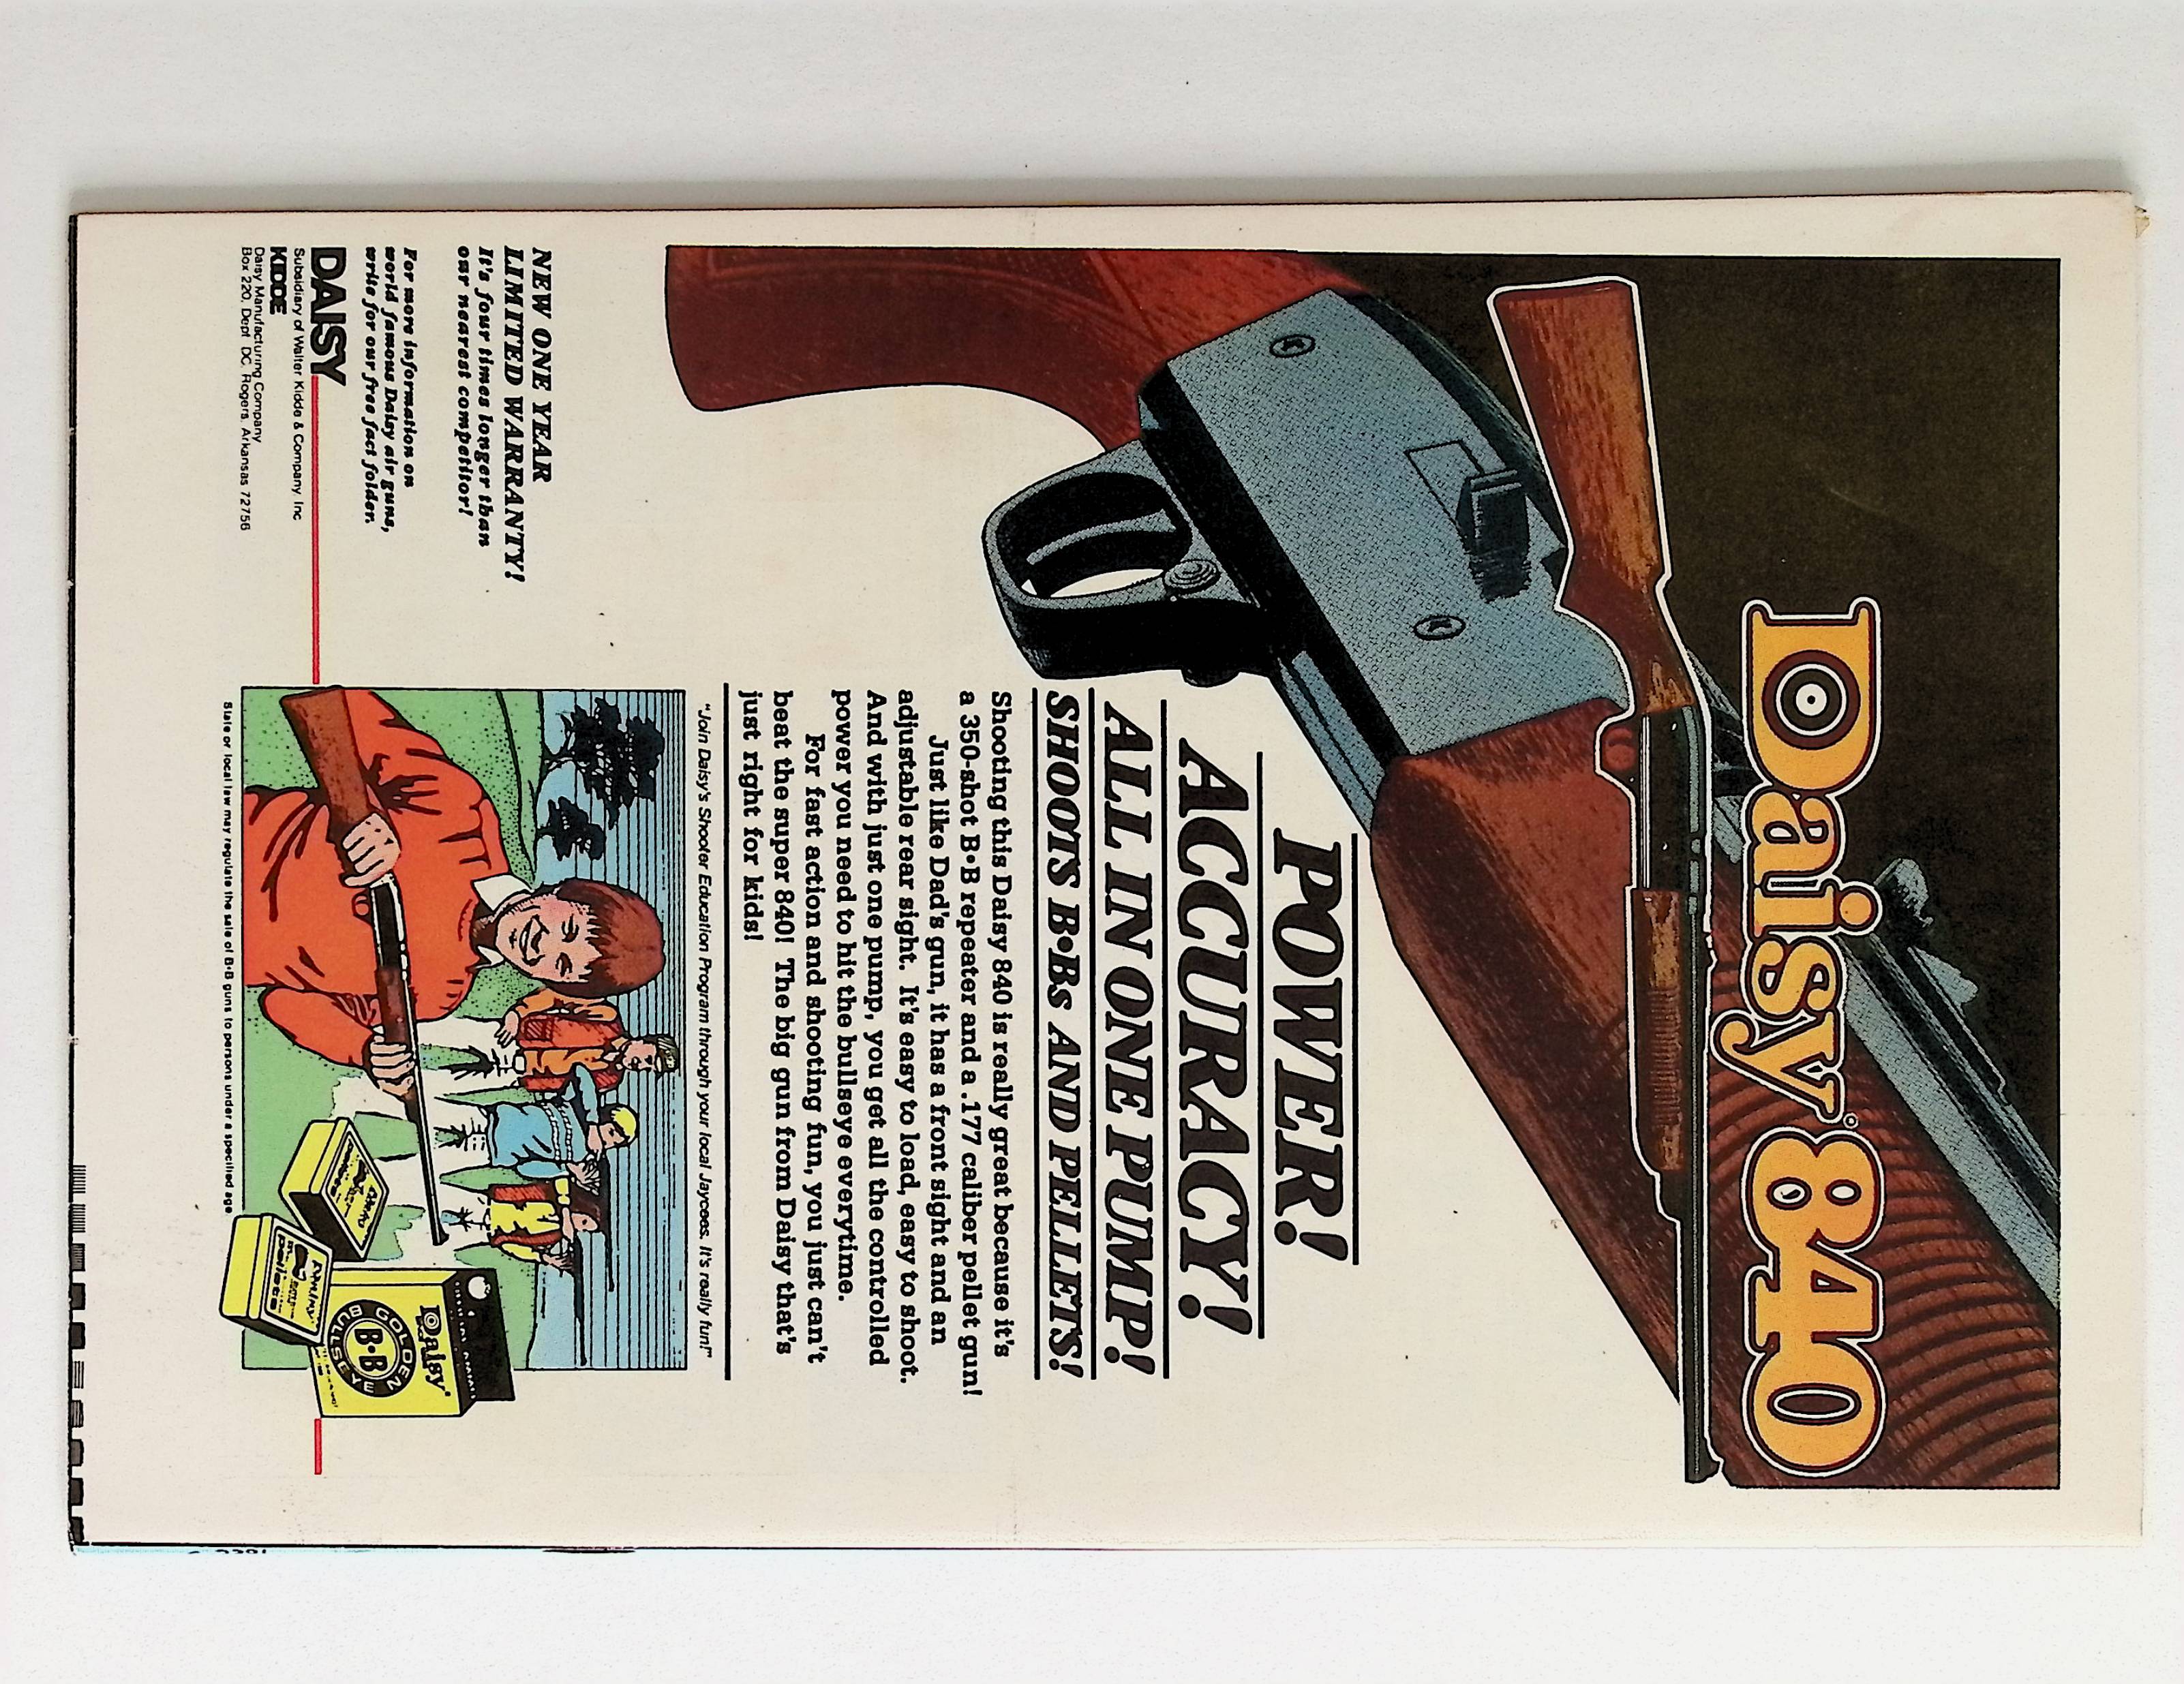 Daisy® 840
POWER!
ACCURACY!
ALL IN ONE PUMP!
SHOOTS B•Bs AND PELLETS!
Shooting this Daisy 840 is really great because it's
a 350-shot B•B repeater and a .177 caliber pellet gun!
Just like Dad's gun, it has a front sight and an
adjustable rear sight. It's easy to load, easy to shoot.
And with just one pump, you get all the controlled
power you need to hit the bullseye everytime.
For fast action and shooting fun, you just can't
beat the super 840! The big gun from Daisy that's
just right for kids!
"Join Daisy's Shooter Education Program through your local Jaycees. It's really fun!"
NEW ONE YEAR
LIMITED WARRANTY!
It's four times longer than
our nearest competitor!
For more information on
world famous Daisy air guns,
write for our free fact folder.
DAISY
Subsidiary of Walter Kidde & Company, Inc
KIDDE
Daisy Manufacturing Company
Box 220, Dept DC, Rogers, Arkansas 72756
Daisy
GOLDEN
B•B
BULLSEYE
pellets
State or local law may regulate the sale of B•B guns to persons under a specified age